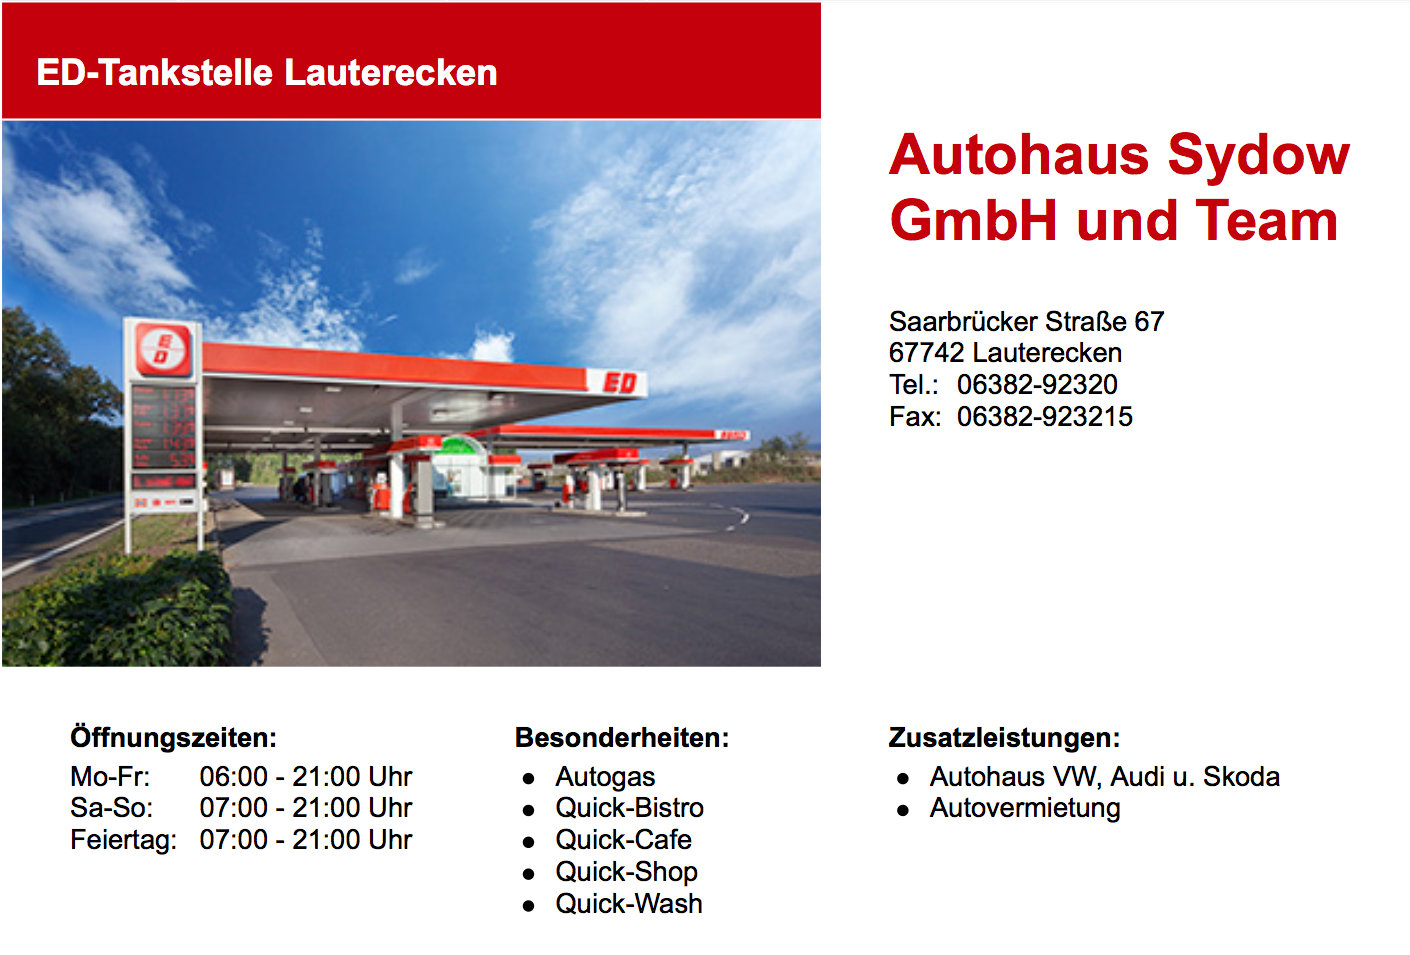 ED-Tankstelle Lauterecken
Autohaus Sydow
GmbH und Team
Saarbrücker Straße 67
67742 Lauterecken
Tel.: 06382-92320
Fax: 06382-923215
E
D
ED
Öffnungszeiten:
Mo-Fr: 06:00 - 21:00 Uhr
Sa-So: 07:00 - 21:00 Uhr
Feiertag: 07:00 - 21:00 Uhr
Besonderheiten:
● Autogas
● Quick-Bistro
● Quick-Cafe
● Quick-Shop
● Quick-Wash
Zusatzleistungen:
● Autohaus VW, Audi u. Skoda
● Autovermietung